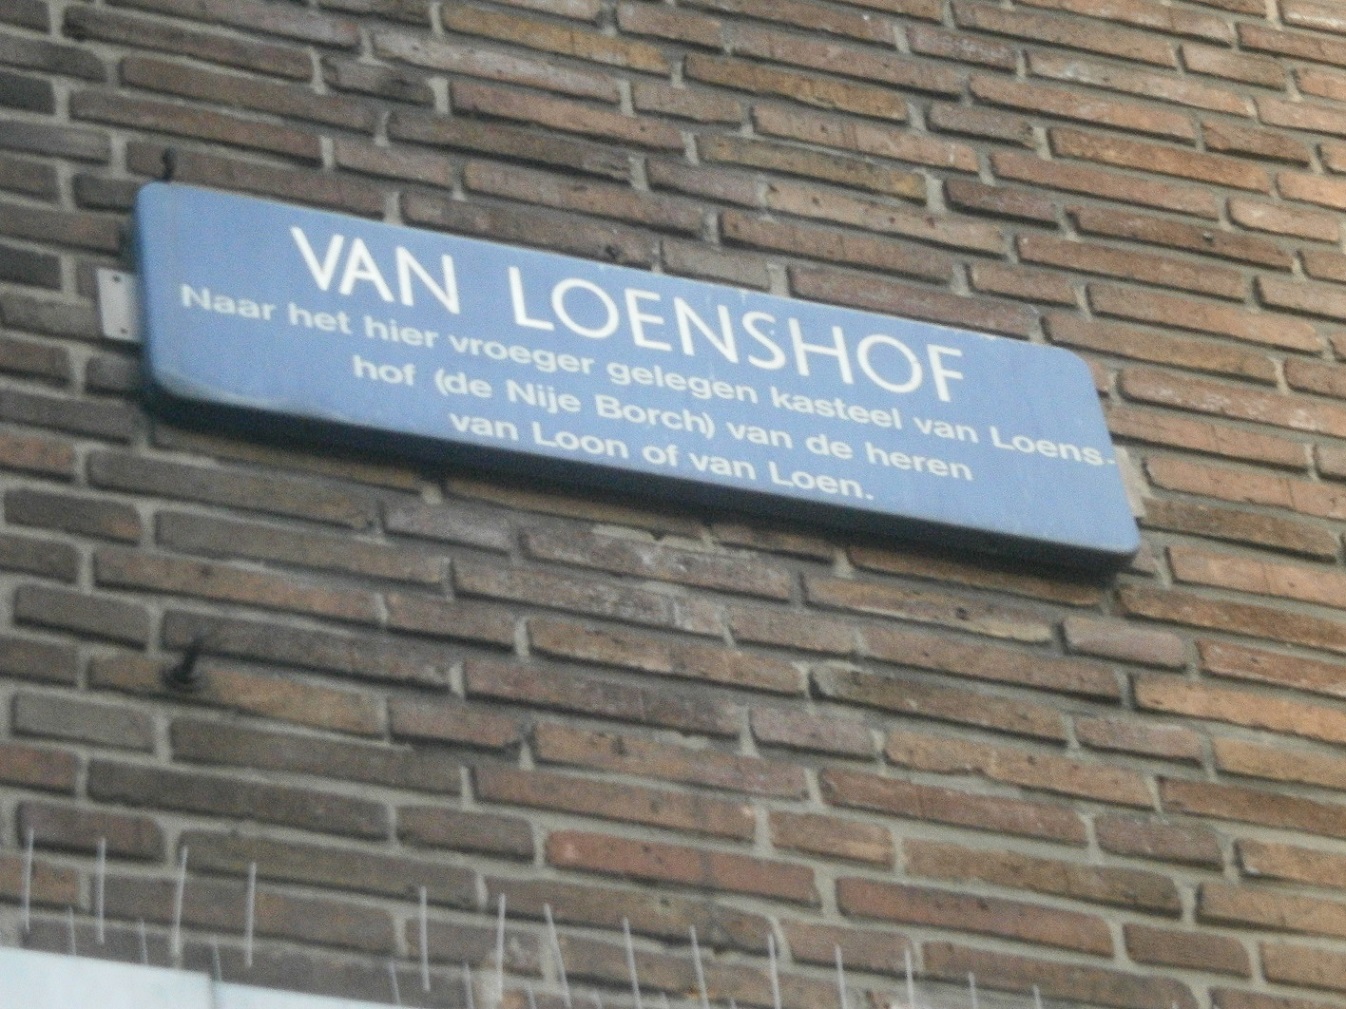 VAN LOENSHOF
Naar het hier vroeger gelegen kasteel van Loens-
hof (de Nije Borch) van de heren
van Loon of van Loen.